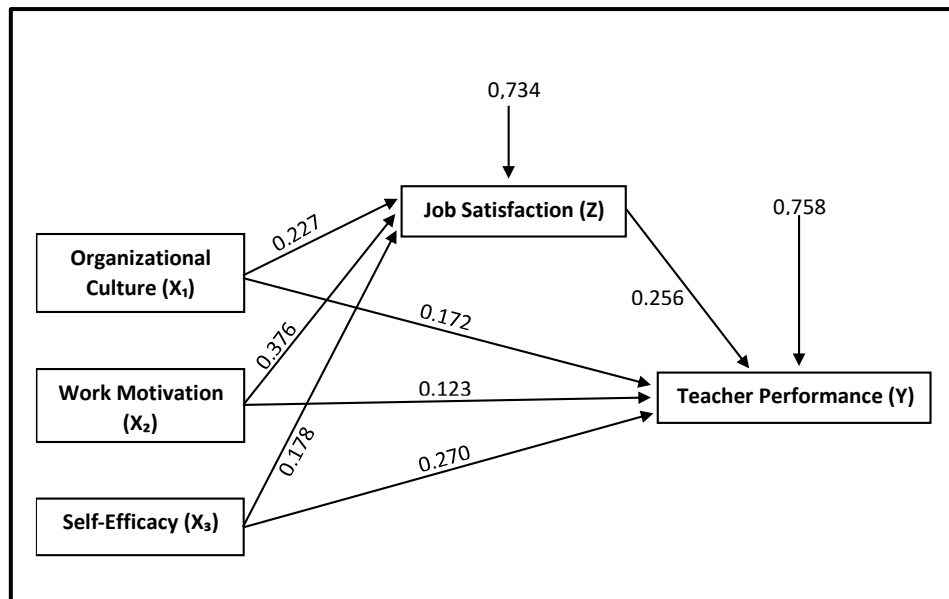 0,734
Job Satisfaction (Z)
0,758
0.227
Organizational
Culture (X₁)
0.256
0.172
0.376
Work Motivation
(X₂)
0.123
Teacher Performance (Y)
0.178
0.270
Self-Efficacy (X₃)